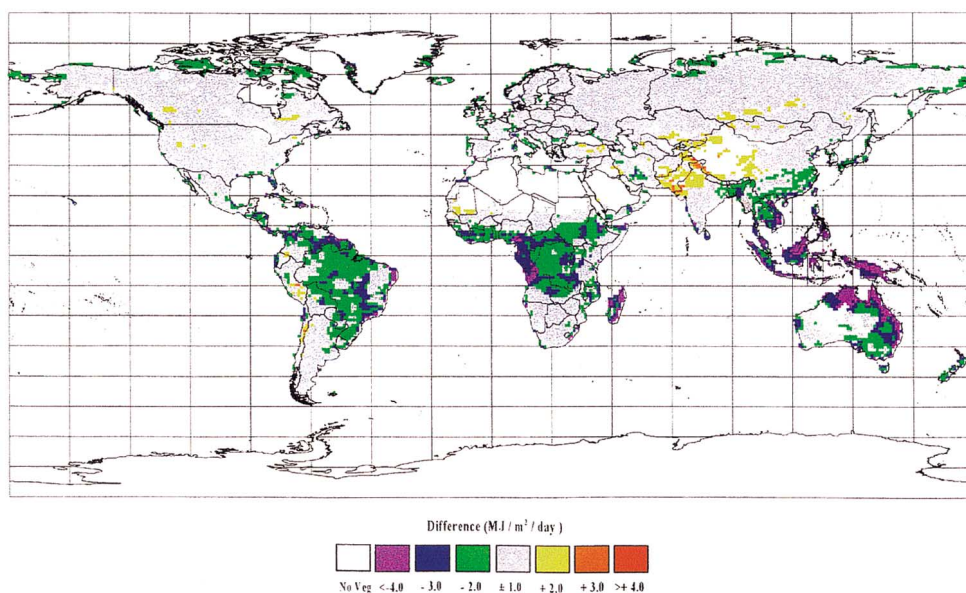 Difference (MJ / m² / day )
No Veg <-4.0 - 3.0 - 2.0 ± 1.0 + 2.0 + 3.0 >+ 4.0